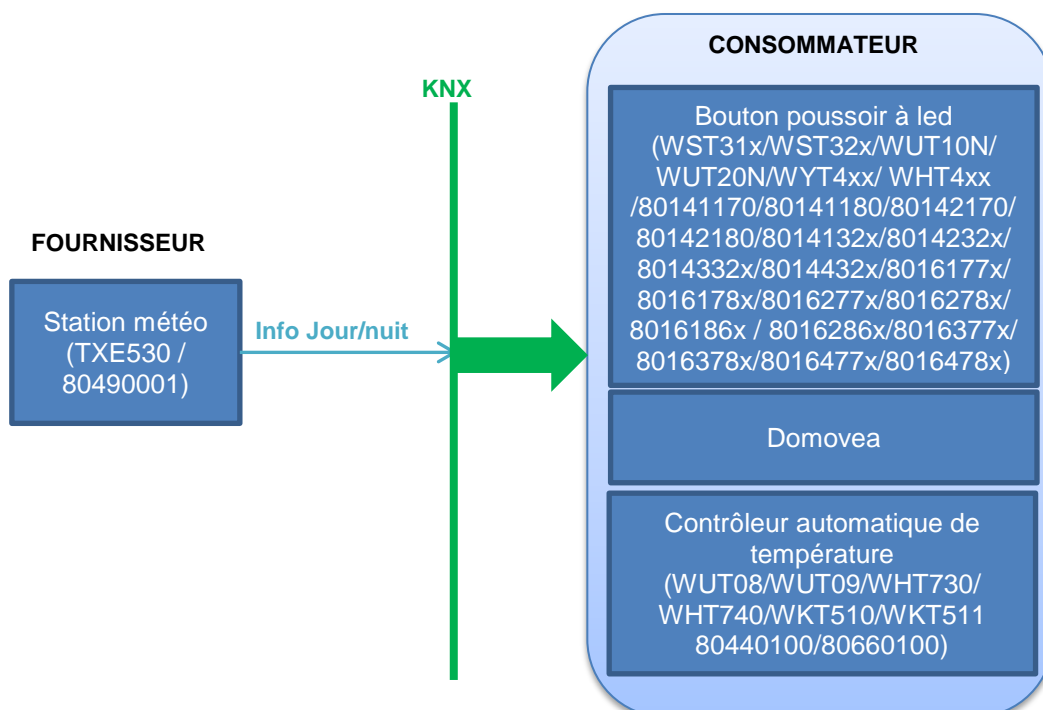 CONSOMMATEUR
KNX
Bouton poussoir à led
(WST31x/WST32x/WUT10N/
WUT20N/WYT4xx/ WHT4xx
/80141170/80141180/80142170/
80142180/8014132x/8014232x/
8014332x/8014432x/8016177x/
8016178x/8016277x/8016278x/
8016186x / 8016286x/8016377x/
8016378x/8016477x/8016478x)
FOURNISSEUR
Station météo
(TXE530 /
80490001)
Info Jour/nuit
Domovea
Contrôleur automatique de
température
(WUT08/WUT09/WHT730/
WHT740/WKT510/WKT511
80440100/80660100)